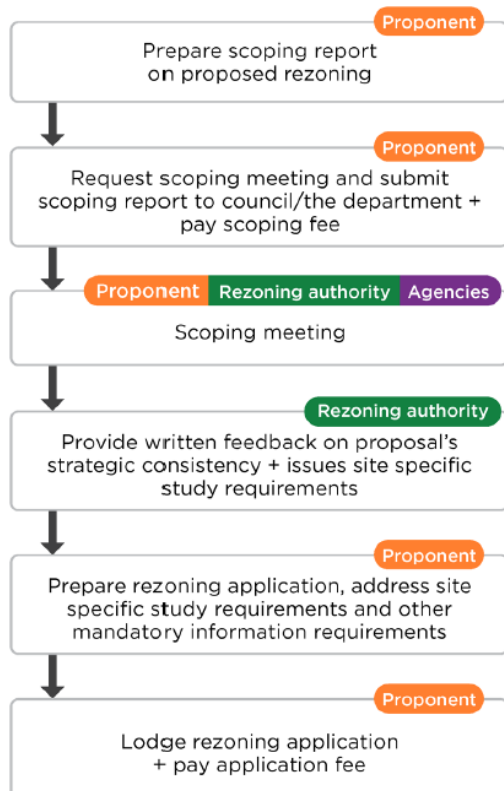 Proponent
Prepare scoping report
on proposed rezoning
Proponent
Request scoping meeting and submit
scoping report to council/the department +
pay scoping fee
Proponent Rezoning authority Agencies
Scoping meeting
Rezoning authority
Provide written feedback on proposal's
strategic consistency + issues site specific
study requirements
Proponent
Prepare rezoning application, address site
specific study requirements and other
mandatory information requirements
Proponent
Lodge rezoning application
+ pay application fee